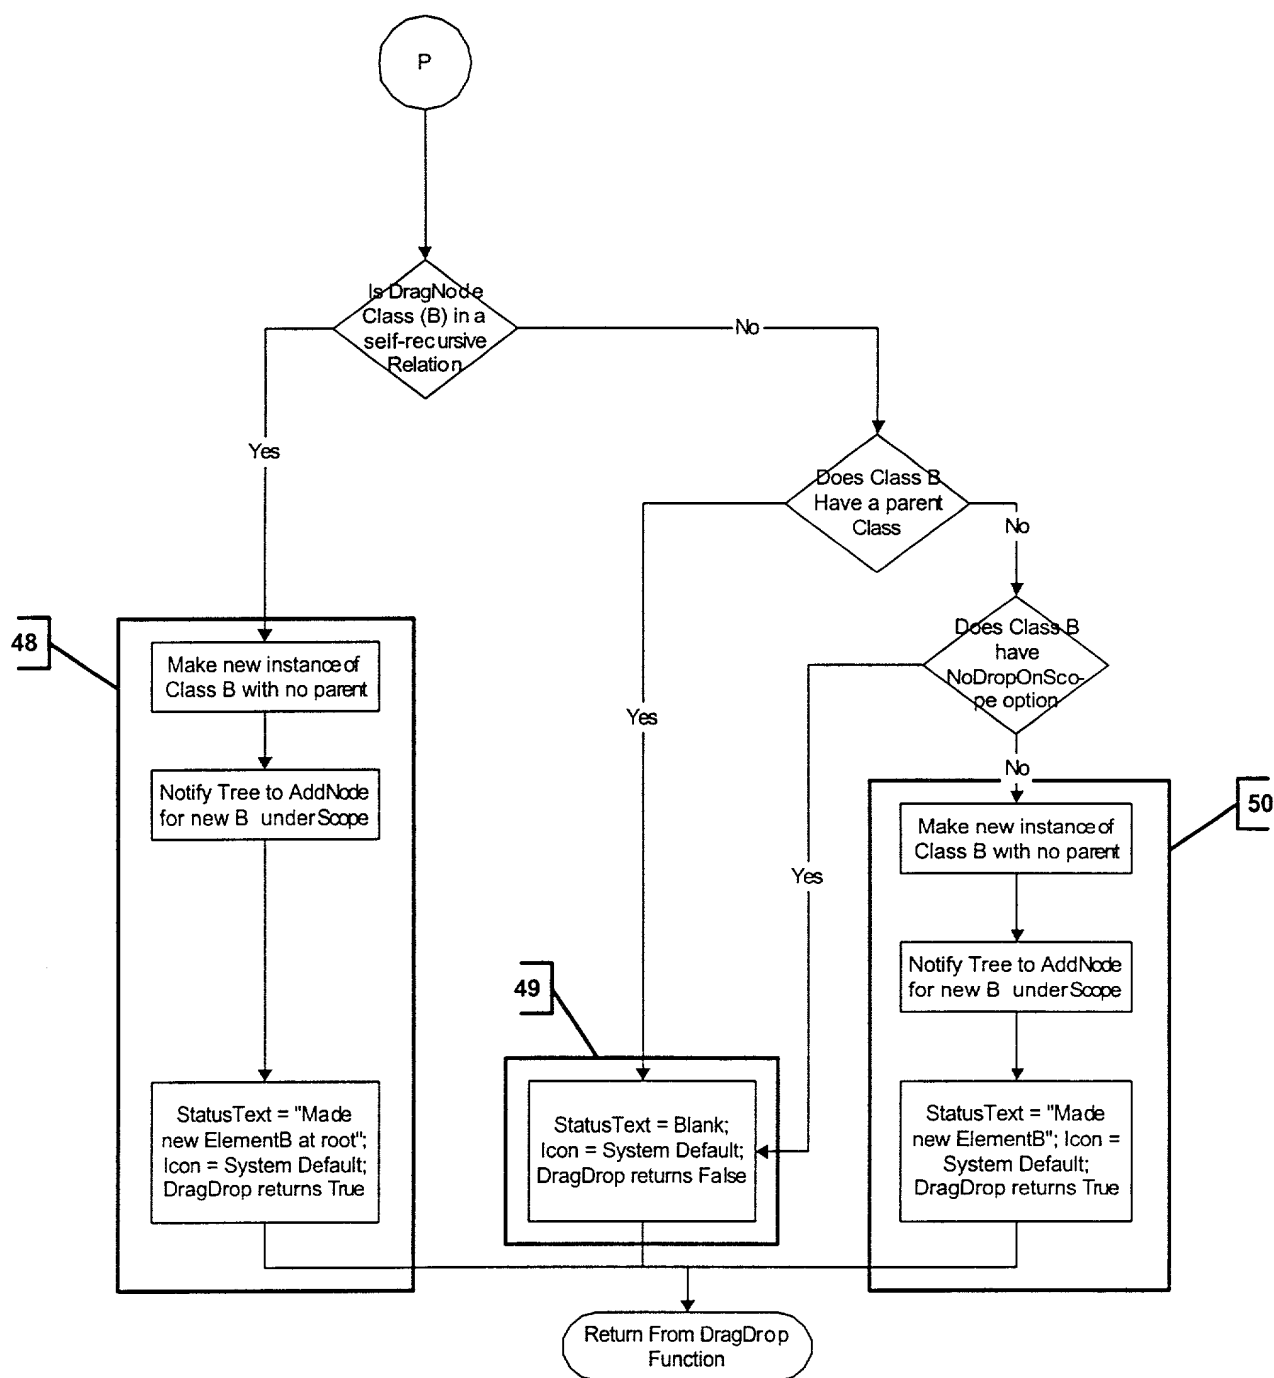 P
Is DragNode
Class (B) in a
self-recursive
Relation
No
Yes
Does Class B
Have a parent
Class
No
Yes
Does Class B
have
NoDropOnSco-
pe option
Yes
No
48
Make new instance of
Class B with no parent
Notify Tree to AddNode
for new B under Scope
StatusText = "Made
new ElementB at root";
Icon = System Default;
DragDrop returns True
49
StatusText = Blank;
Icon = System Default;
DragDrop returns False
50
Make new instance of
Class B with no parent
Notify Tree to AddNode
for new B under Scope
StatusText = "Made
new ElementB"; Icon =
System Default;
DragDrop returns True
Return From DragDrop
Function